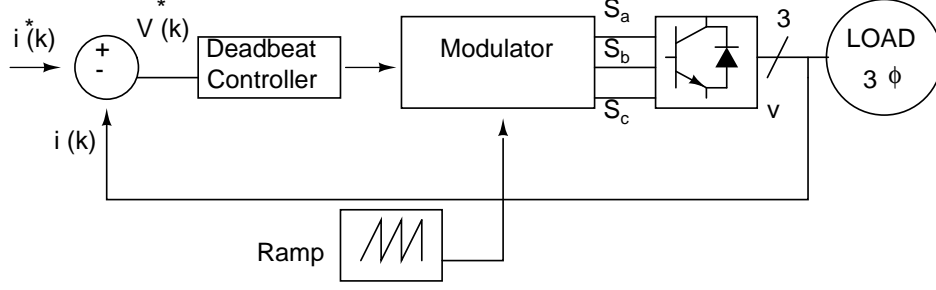 i*(k)
+
-
V*(k)
Deadbeat
Controller
Modulator
Sa
Sb
Sc
3
v
LOAD
3 ϕ
i (k)
Ramp